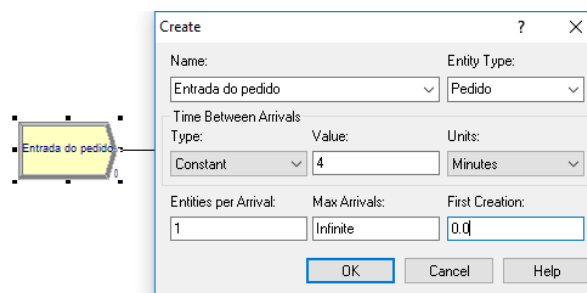 Create
? X
Name:
Entity Type:
Entrada do pedido
Pedido
Time Between Arrivals
Type:
Value:
Units:
Constant
4
Minutes
Entities per Arrival:
Max Arrivals:
First Creation:
1
Infinite
0.0
OK
Cancel
Help
Entrada do pedido
0